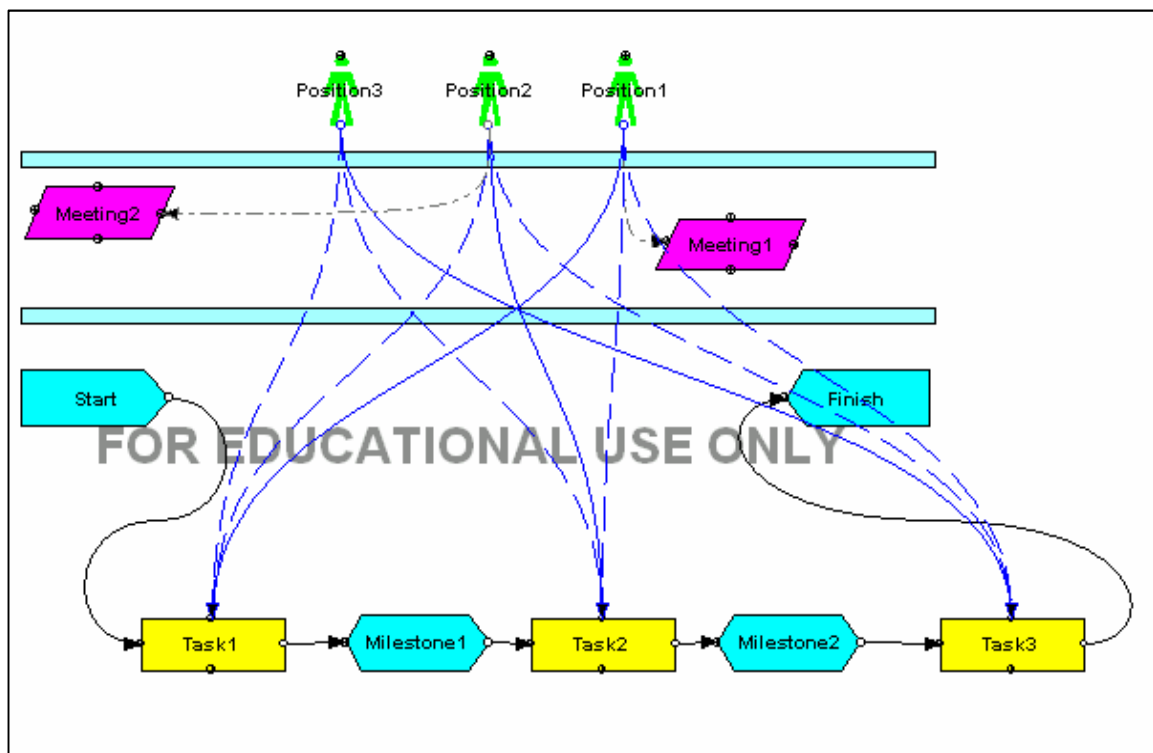 Position3
Position2
Position1
Meeting2
Meeting1
Start
Finish
FOR EDUCATIONAL USE ONLY
Task1
Milestone1
Task2
Milestone2
Task3